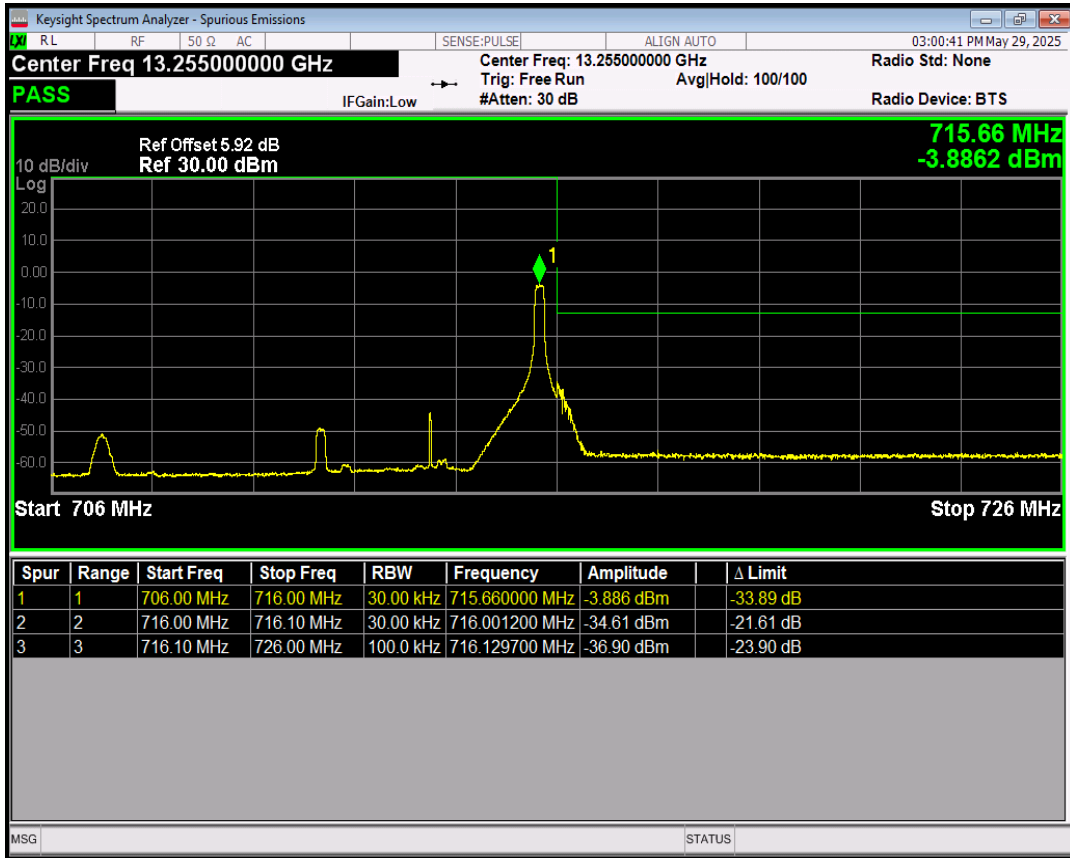 Keysight Spectrum Analyzer - Spurious Emissions
LXI RL RF 50 Ω AC SENSE:PULSE ALIGN AUTO 03:00:41 PM May 29, 2025
Center Freq 13.255000000 GHz Center Freq: 13.255000000 GHz Radio Std: None
Trig: Free Run Avg|Hold: 100/100
PASS IFGain:Low #Atten: 30 dB Radio Device: BTS
715.66 MHz
Ref Offset 5.92 dB
-3.8862 dBm
10 dB/div Ref 30.00 dBm
Log
20.0
10.0
1
0.00
-10.0
-20.0
-30.0
-40.0
-50.0
-60.0
Start 706 MHz Stop 726 MHz
Spur Range Start Freq Stop Freq RBW Frequency Amplitude Δ Limit
1 1 706.00 MHz 716.00 MHz 30.00 kHz 715.660000 MHz -3.886 dBm -33.89 dB
2 2 716.00 MHz 716.10 MHz 30.00 kHz 716.001200 MHz -34.61 dBm -21.61 dB
3 3 716.10 MHz 726.00 MHz 100.0 kHz 716.129700 MHz -36.90 dBm -23.90 dB
MSG STATUS